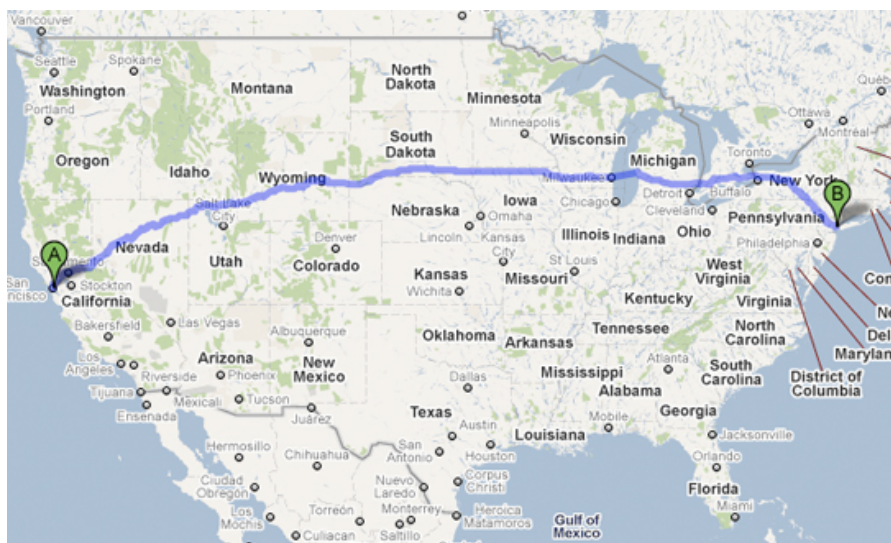 Vancouver
Seattle
Spokane
Washington
Portland
Montana
North
Dakota
Minnesota
Minneapolis
Ottawa
Montréal
Québ
Oregon
Idaho
Wyoming
South
Dakota
Wisconsin
Milwaukee
Michigan
Toronto
Detroit
Buffalo
New York
Salt Lake
City
Nebraska
Iowa
Omaha
Lincoln
Chicago
Cleveland
Pennsylvania
B
Philadelphia
A
Nevada
Utah
Denver
Colorado
Kansas
City
Illinois
Indiana
Ohio
San
ncisco
Stockton
California
Kansas
Wichita
Missouri
St Louis
West
Virginia
Virginia
Con
Ne
Del
Marylan
Kentucky
Bakersfield
Las Vegas
Albuquerque
Oklahoma
Arkansas
Tennessee
North
Carolina
Los
Angeles
Arizona
Phoenix
New
Mexico
Riverside
Dallas
Mississippi
Atlanta
South
Carolina
District of
Columbia
Tijuana
Mexicali
Tucson
Ensenada
Juárez
Texas
Alabama
Georgia
Austin
Louisiana
Mobile
Jacksonville
Hermosillo
Chihuahua
San
Antonio
Houston
Orlando
Ciudad
Obregón
Nuevo
Laredo
Corpus
Christi
Florida
Los
Mochis
Torreón
Monterrey
Heroica
Matamoros
Miami
Culiacan
Saltillo
Gulf of
Mexico